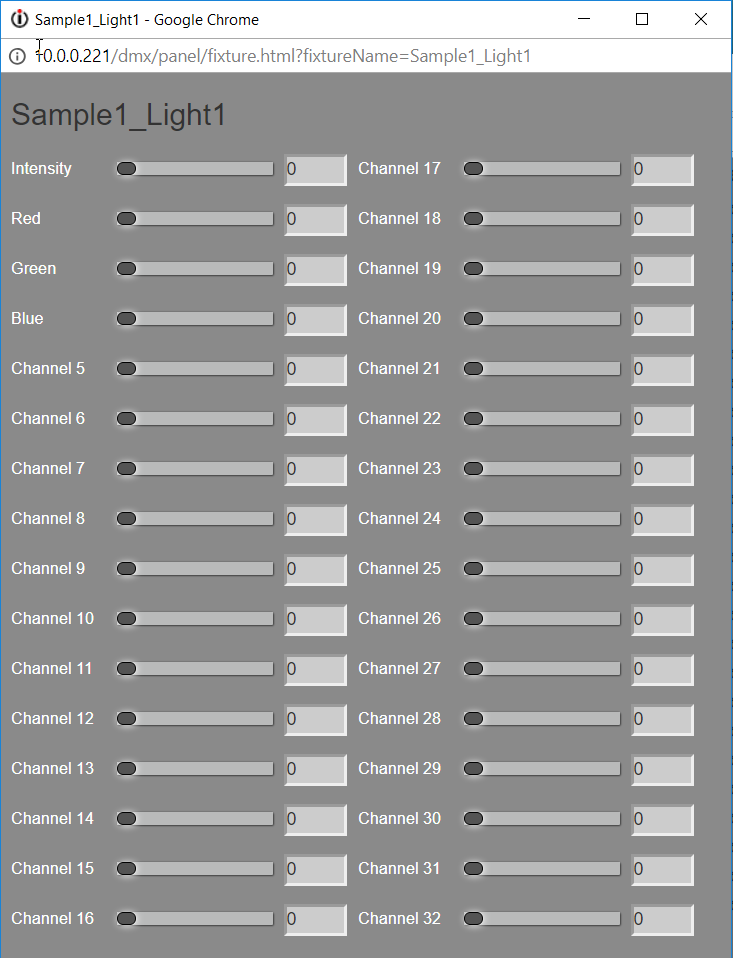 Sample1_Light1 - Google Chrome
10.0.0.221/dmx/panel/fixture.html?fixtureName=Sample1_Light1
Sample1_Light1
Intensity 0 Channel 17 0
Red 0 Channel 18 0
Green 0 Channel 19 0
Blue 0 Channel 20 0
Channel 5 0 Channel 21 0
Channel 6 0 Channel 22 0
Channel 7 0 Channel 23 0
Channel 8 0 Channel 24 0
Channel 9 0 Channel 25 0
Channel 10 0 Channel 26 0
Channel 11 0 Channel 27 0
Channel 12 0 Channel 28 0
Channel 13 0 Channel 29 0
Channel 14 0 Channel 30 0
Channel 15 0 Channel 31 0
Channel 16 0 Channel 32 0